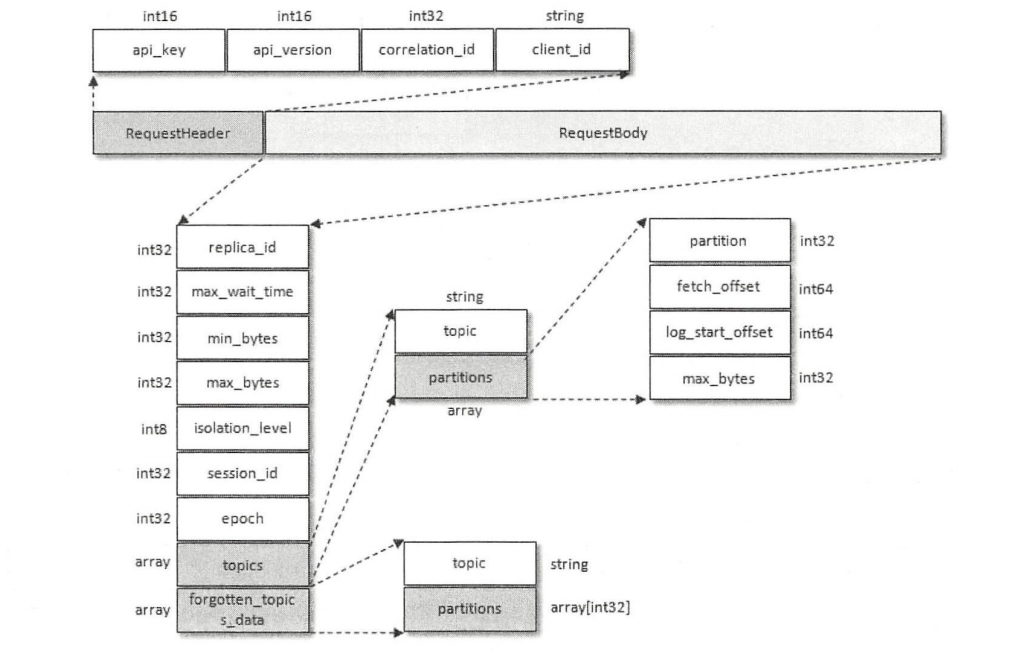 int16 int16 int32 string
api_key api_version correlation_id client_id
RequestHeader RequestBody
int32 replica_id
int32 max_wait_time
int32 min_bytes
int32 max_bytes
int8 isolation_level
int32 session_id
int32 epoch
array topics
array forgotten_topic
s_data
string
topic
partitions
array
partition int32
fetch_offset int64
log_start_offset int64
max_bytes int32
topic string
partitions array[int32]